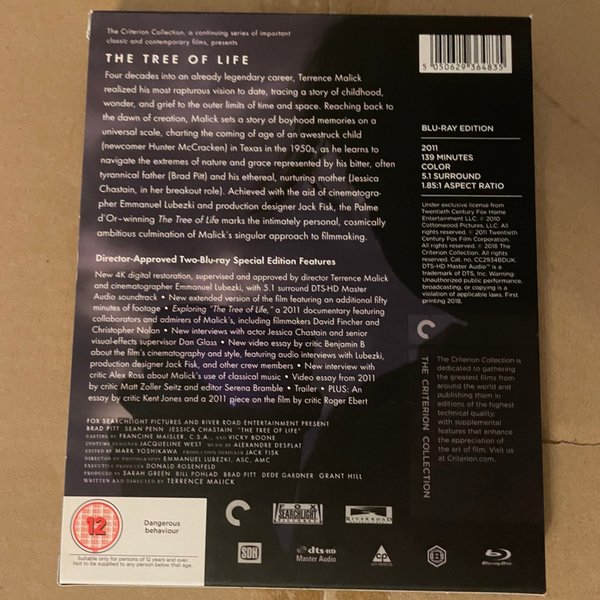 The Criterion Collection, a continuing series of important
classic and contemporary films, presents
THE TREE OF LIFE
Four decades into an already legendary career, Terrence Malick
realized his most rapturous vision to date, tracing a story of childhood,
wonder, and grief to the outer limits of time and space. Reaching back to
the dawn of creation, Malick sets a story of boyhood memories on a
universal scale, charting the coming of age of an awestruck child
(newcomer Hunter McCracken) in Texas in the 1950s, as he learns to
navigate the extremes of nature and grace represented by his bitter, often
tyrannical father (Brad Pitt) and his ethereal, nurturing mother (Jessica
Chastain, in her breakout role). Achieved with the aid of cinematogra-
pher Emmanuel Lubezki and production designer Jack Fisk, the Palme
d'Or–winning The Tree of Life marks the intimately personal, cosmically
ambitious culmination of Malick's singular approach to filmmaking.
Director-Approved Two-Blu-ray Special Edition Features
New 4K digital restoration, supervised and approved by director Terrence Malick
and cinematographer Emmanuel Lubezki, with 5.1 surround DTS-HD Master
Audio soundtrack • New extended version of the film featuring an additional fifty
minutes of footage • Exploring "The Tree of Life," a 2011 documentary featuring
collaborators and admirers of Malick's, including filmmakers David Fincher and
Christopher Nolan • New interviews with actor Jessica Chastain and senior
visual-effects supervisor Dan Glass • New video essay by critic Benjamin B
about the film's cinematography and style, featuring audio interviews with Lubezki,
production designer Jack Fisk, and other crew members • New interview with
critic Alex Ross about Malick's use of classical music • Video essay from 2011
by critic Matt Zoller Seitz and editor Serena Bramble • Trailer • PLUS: An
essay by critic Kent Jones and a 2011 piece on the film by critic Roger Ebert
FOX SEARCHLIGHT PICTURES AND RIVER ROAD ENTERTAINMENT PRESENT
BRAD PITT, SEAN PENN, JESSICA CHASTAIN "THE TREE OF LIFE"
CASTING BY FRANCINE MAISLER, C.S.A., AND VICKY BOONE
COSTUME DESIGNER JACQUELINE WEST MUSIC BY ALEXANDRE DESPLAT
EDITED BY MARK YOSHIKAWA PRODUCTION DESIGNER JACK FISK
DIRECTOR OF PHOTOGRAPHY EMMANUEL LUBEZKI, ASC, AMC
EXECUTIVE PRODUCER DONALD ROSENFELD
PRODUCED BY SARAH GREEN BILL POHLAD BRAD PITT DEDE GARDNER GRANT HILL
WRITTEN AND DIRECTED BY TERRENCE MALICK
5 050629 364835
BLU-RAY EDITION
2011
139 MINUTES
COLOR
5.1 SURROUND
1.85:1 ASPECT RATIO
Under exclusive license from
Twentieth Century Fox Home
Entertainment LLC. © 2010
Cottonwood Pictures, LLC. All
rights reserved. © 2011 Twentieth
Century Fox Film Corporation.
All rights reserved. © 2018 The
Criterion Collection. All rights
reserved. Cat. no. CC2934BDUK.
DTS-HD Master Audio™ is a
trademark of DTS, Inc. Warning:
Unauthorized public performance,
broadcasting, or copying is a
violation of applicable laws. First
printing 2018.
THE CRITERION COLLECTION
The Criterion Collection is
dedicated to gathering
the greatest films from
around the world and
publishing them in
editions of the highest
technical quality,
with supplemental
features that enhance
the appreciation of the
art of film. Visit us at
Criterion.com.
12
Dangerous
behaviour
Suitable only for persons of 12 years and over.
Not to be supplied to any person below that age.
FOX
SEARCHLIGHT
PICTURES
RIVER ROAD
SDH
dts-HD
Master Audio
B
Blu-ray Disc